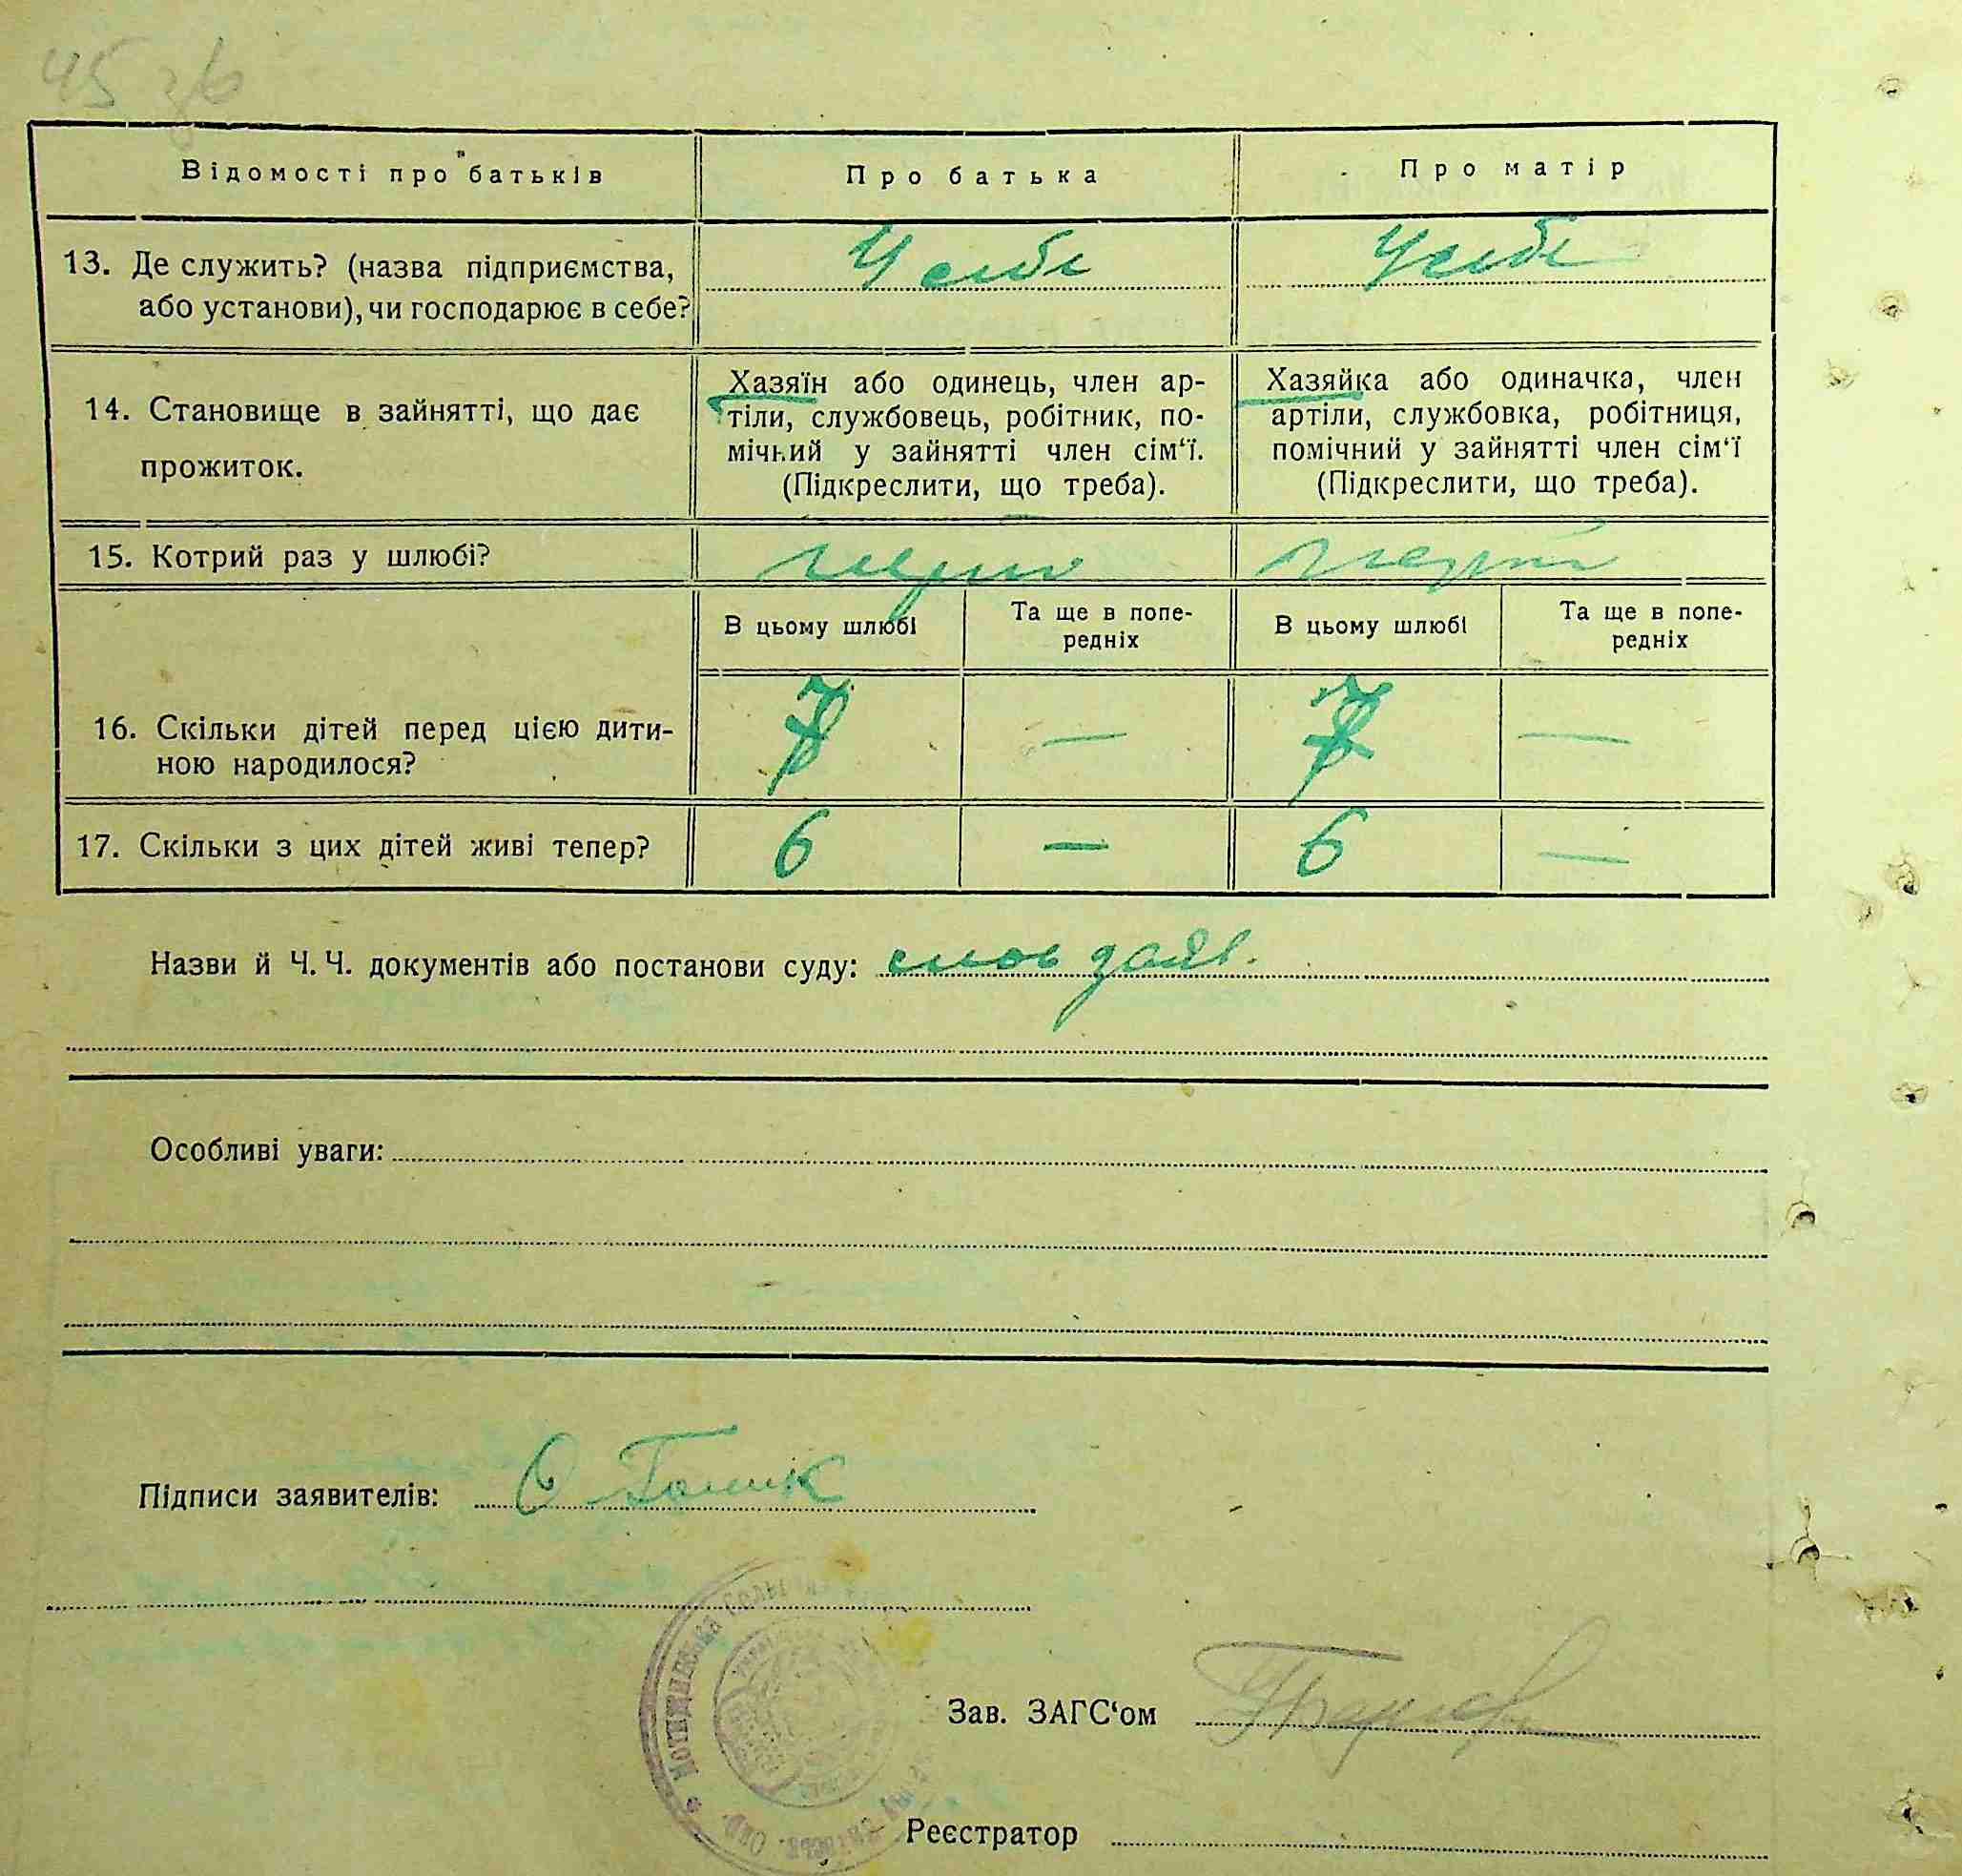 45 зв
Відомості про батьків
Про батька
Про матір
13. Де служить? (назва підприємства,
або установи), чи господарює в себе?
У себе
У себе
14. Становище в зайнятті, що дає
прожиток.
Хазяїн або одинець, член ар-
тіли, службовець, робітник, по-
мічний у зайнятті член сім‘ї.
(Підкреслити, що треба).
Хазяйка або одиначка, член
артіли, службовка, робітниця,
помічний у зайнятті член сім‘ї
(Підкреслити, що треба).
15. Котрий раз у шлюбі?
В цьому шлюбі
Та ще в попе-
редніх
В цьому шлюбі
Та ще в попе-
редніх
16. Скільки дітей перед цією дити-
ною народилося?
7 —
7 —
17. Скільки з цих дітей живі тепер?
6 —
6 —
Назви й Ч. Ч. документів або постанови суду: слов заяв.
Особливі уваги:
Підписи заявителів:
Зав. ЗАГС‘ом
Реєстратор